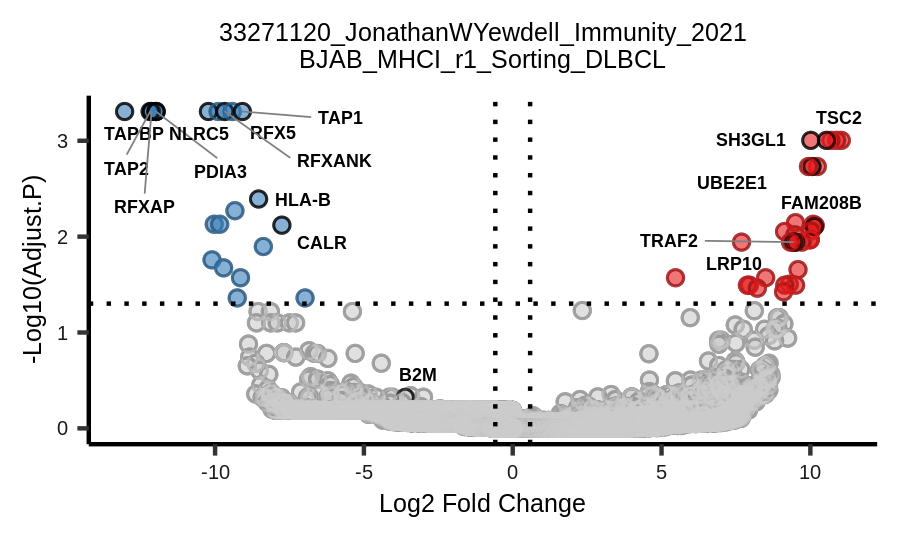 33271120_JonathanWYewdell_Immunity_2021
BJAB_MHCI_r1_Sorting_DLBCL
-Log10(Adjust.P)
3
2
1
0
TAPBP
NLRC5
RFX5
TAP1
TAP2
PDIA3
RFXANK
RFXAP
HLA-B
CALR
B2M
TSC2
SH3GL1
UBE2E1
FAM208B
TRAF2
LRP10
-10
-5
0
5
10
Log2 Fold Change